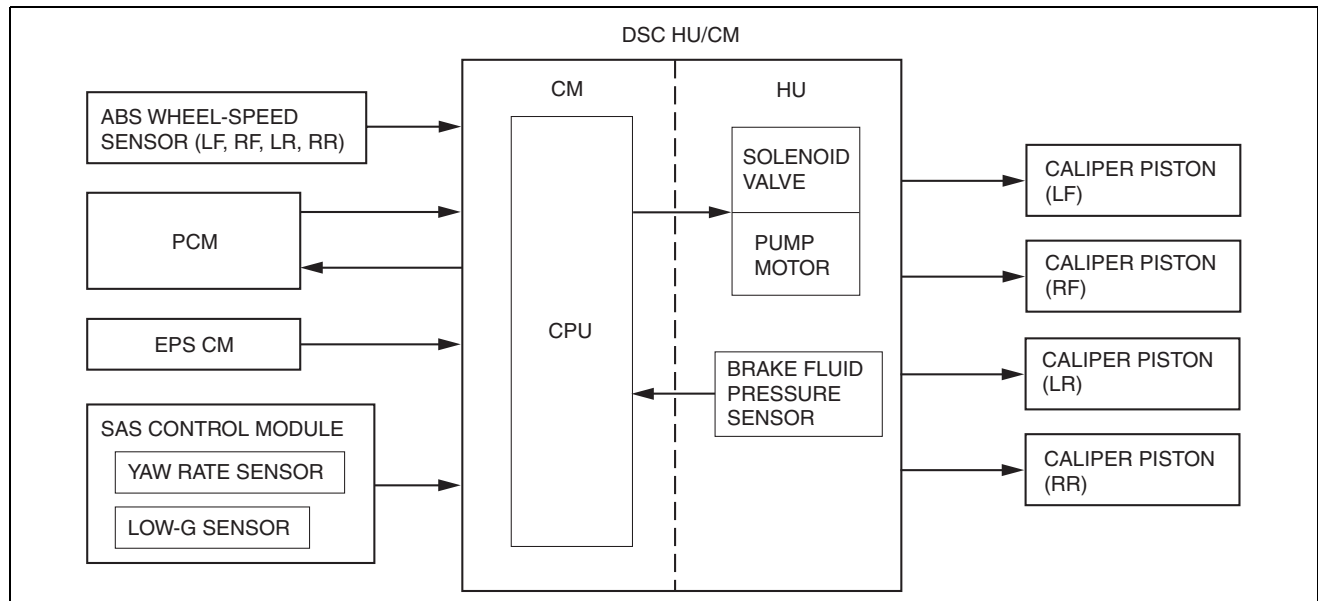 DSC HU/CM
CM
HU
ABS WHEEL-SPEED
SENSOR (LF, RF, LR, RR)
PCM
EPS CM
SAS CONTROL MODULE
YAW RATE SENSOR
LOW-G SENSOR
CPU
SOLENOID
VALVE
PUMP
MOTOR
BRAKE FLUID
PRESSURE
SENSOR
CALIPER PISTON
(LF)
CALIPER PISTON
(RF)
CALIPER PISTON
(LR)
CALIPER PISTON
(RR)